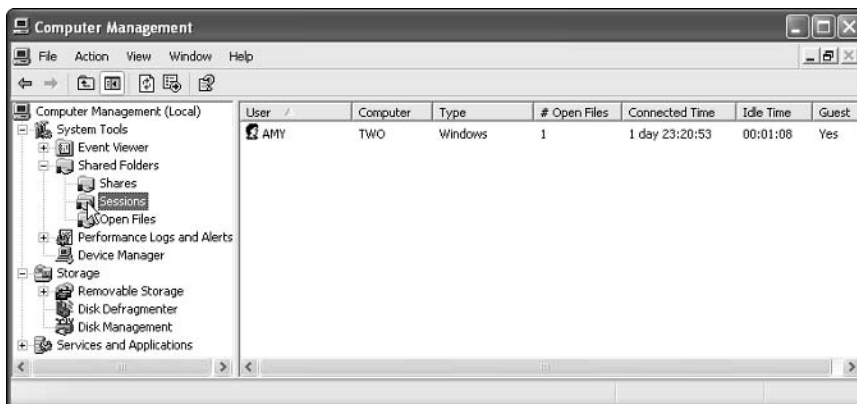 Computer Management
File Action View Window Help
Computer Management (Local)
System Tools
Event Viewer
Shared Folders
Shares
Sessions
Open Files
Performance Logs and Alerts
Device Manager
Storage
Removable Storage
Disk Defragmenter
Disk Management
Services and Applications
User Computer Type # Open Files Connected Time Idle Time Guest
AMY TWO Windows 1 1 day 23:20:53 00:01:08 Yes